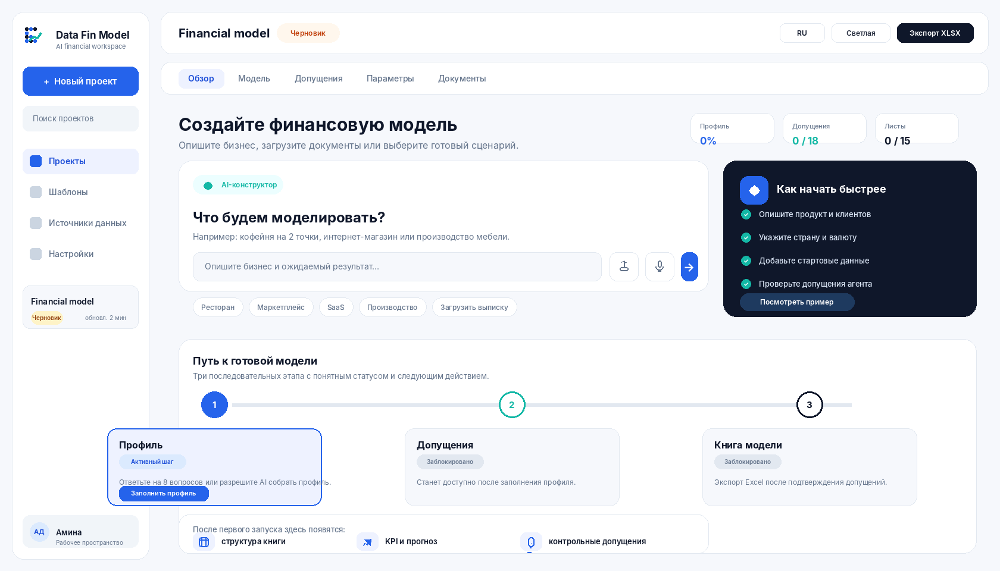 Data Fin Model
AI financial workspace
+ Новый проект
Поиск проектов
Проекты
Шаблоны
Источники данных
Настройки
Financial model
Черновик
обновл. 2 мин
АД
Амина
Рабочее пространство
Financial model
Черновик
RU
Светлая
Экспорт XLSX
Обзор
Модель
Допущения
Параметры
Документы
Создайте финансовую модель
Опишите бизнес, загрузите документы или выберите готовый сценарий.
Профиль
0%
Допущения
0 / 18
Листы
0 / 15
AI-конструктор
Что будем моделировать?
Например: кофейня на 2 точки, интернет-магазин или производство мебели.
Опишите бизнес и ожидаемый результат...
Ресторан
Маркетплейс
SaaS
Производство
Загрузить выписку
Как начать быстрее
Опишите продукт и клиентов
Укажите страну и валюту
Добавьте стартовые данные
Проверьте допущения агента
Посмотреть пример
Путь к готовой модели
Три последовательных этапа с понятным статусом и следующим действием.
1
2
3
Профиль
Активный шаг
Ответьте на 8 вопросов или разрешите AI собрать профиль.
Заполнить профиль
Допущения
Заблокировано
Станет доступно после заполнения профиля.
Книга модели
Заблокировано
Экспорт Excel после подтверждения допущений.
После первого запуска здесь появятся:
структура книги
KPI и прогноз
контрольные допущения